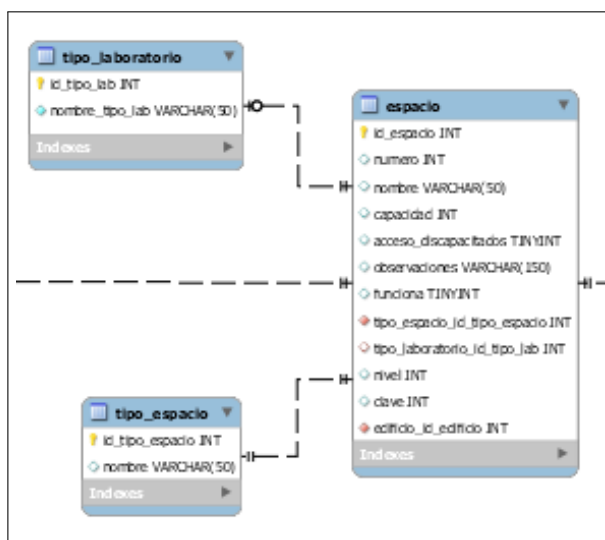 tipo_laboratorio
id_tipo_lab INT
nombre_tipo_lab VARCHAR(50)
Indexes
espacio
id_espacio INT
numero INT
nombre VARCHAR(50)
capacidad INT
acceso_discapacitados TINYINT
observaciones VARCHAR(150)
funciona TINYINT
tipo_espacio_id_tipo_espacio INT
tipo_laboratorio_id_tipo_lab INT
nivel INT
clave INT
edificio_id_edificio INT
Indexes
tipo_espacio
id_tipo_espacio INT
nombre VARCHAR(50)
Indexes